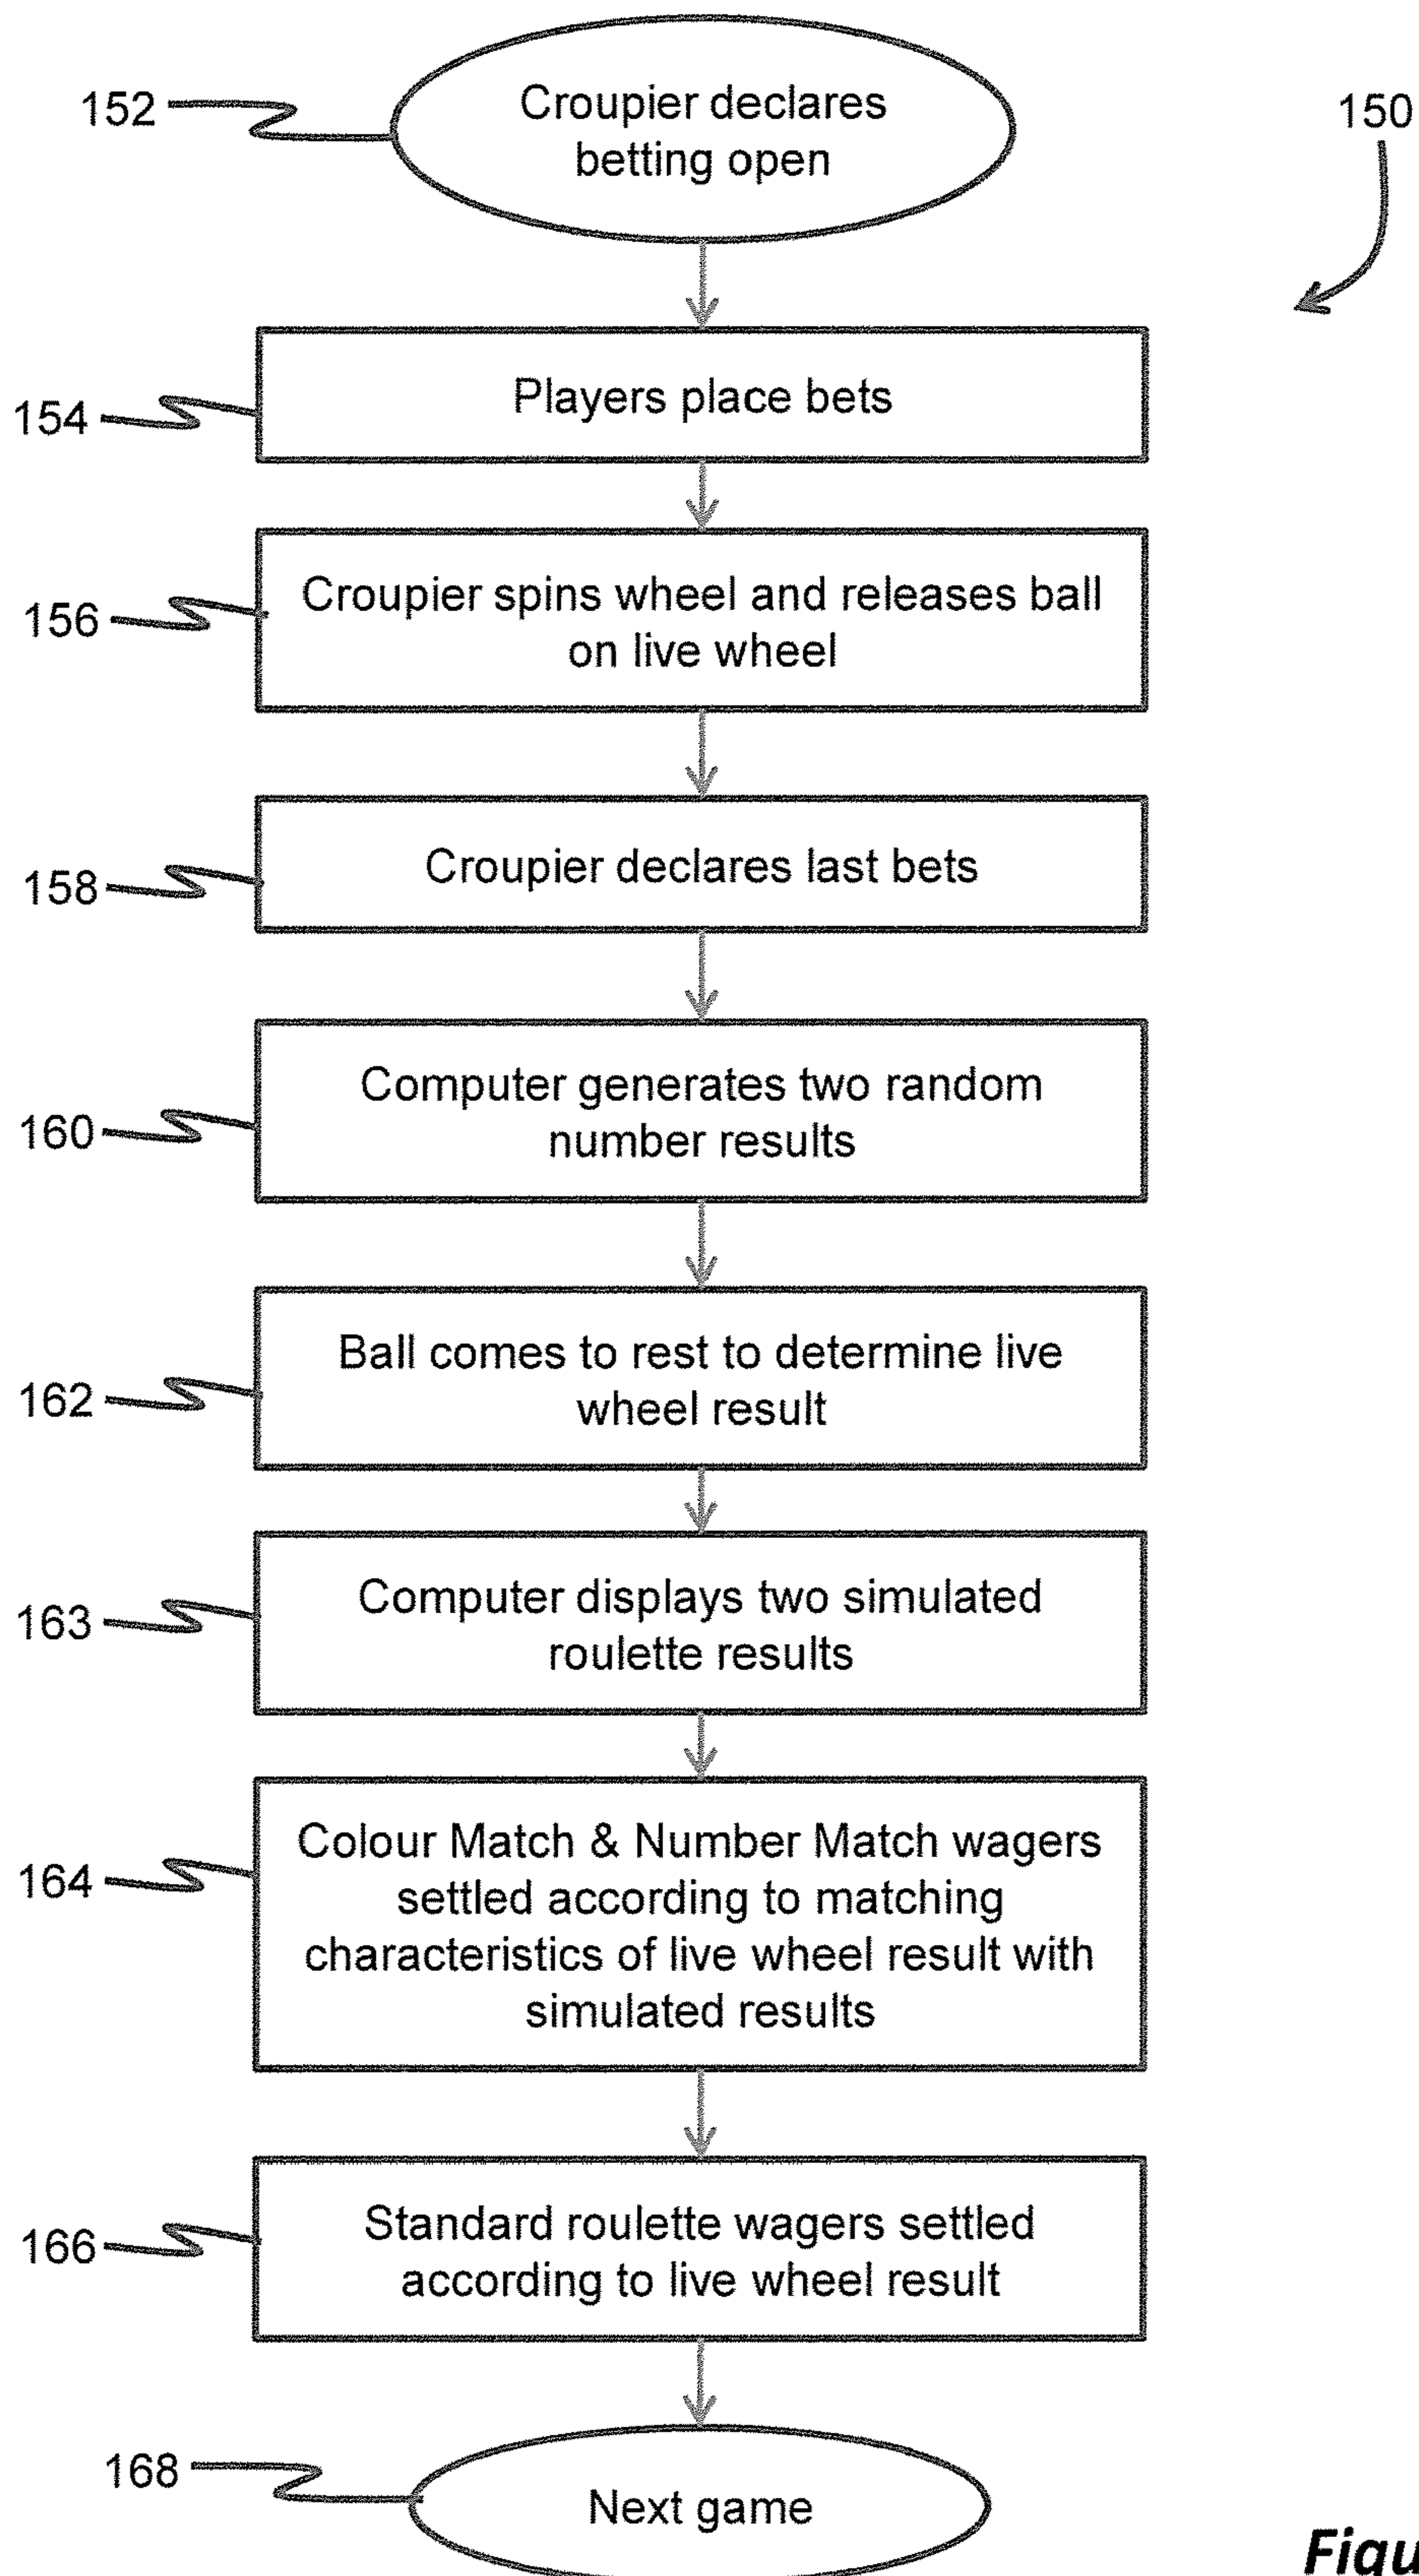 152
Croupier declares
betting open
150
154
Players place bets
156
Croupier spins wheel and releases ball
on live wheel
158
Croupier declares last bets
160
Computer generates two random
number results
162
Ball comes to rest to determine live
wheel result
163
Computer displays two simulated
roulette results
164
Colour Match & Number Match wagers
settled according to matching
characteristics of live wheel result with
simulated results
166
Standard roulette wagers settled
according to live wheel result
168
Next game
Figu